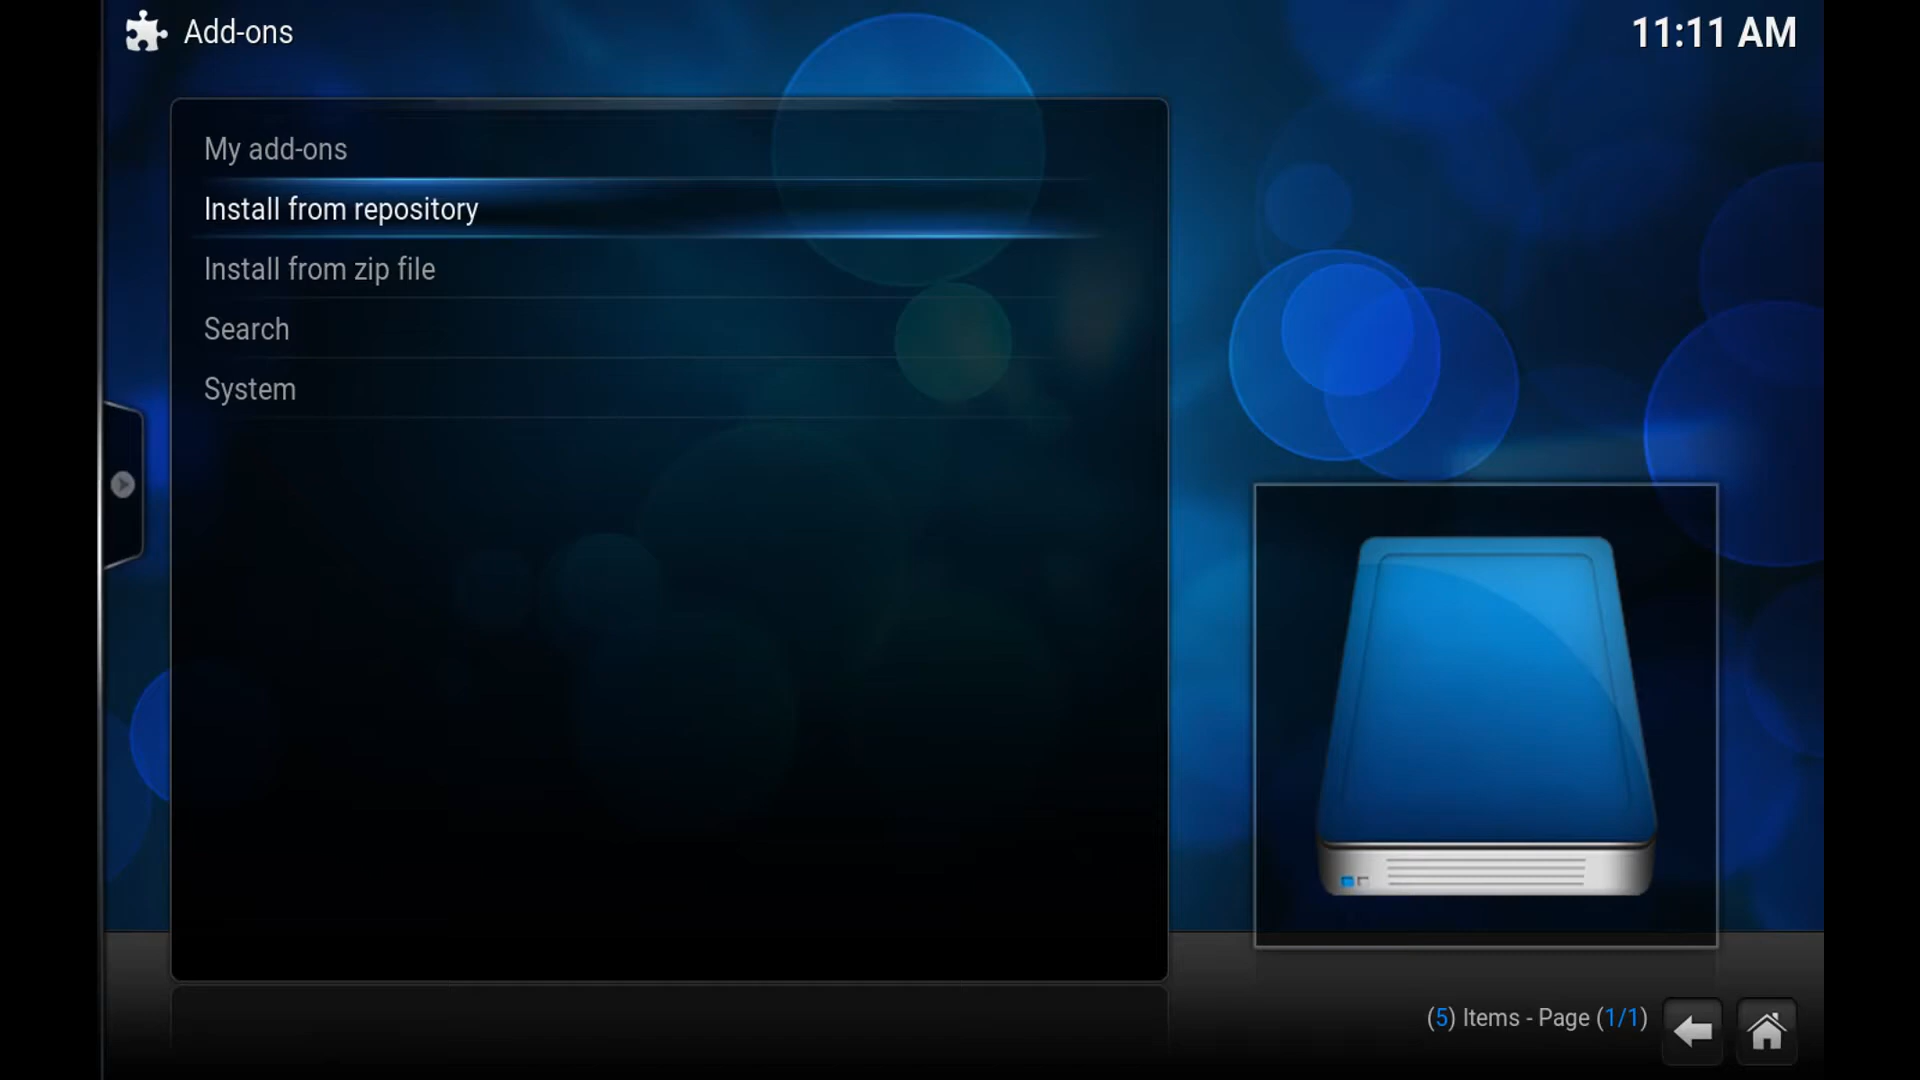 Add-ons
11:11 AM
My add-ons
Install from repository
Install from zip file
Search
System
(5) Items - Page (1/1)